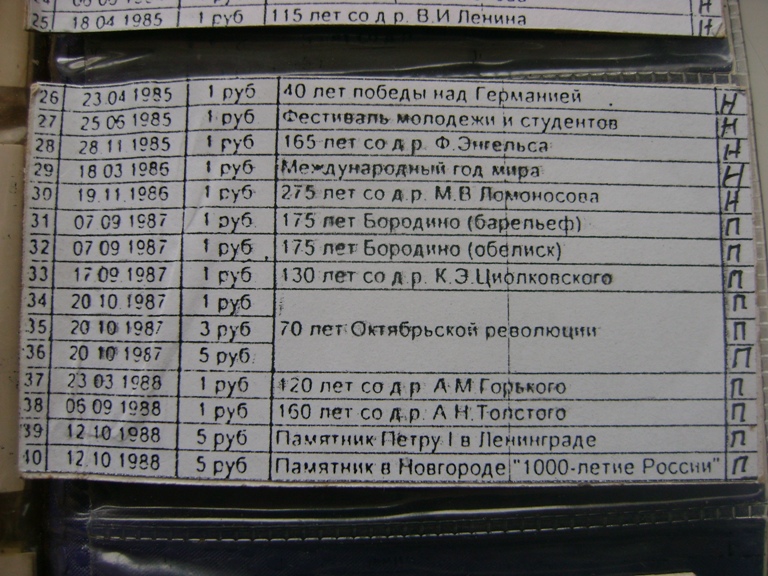 25 18 04 1985 1 руб 115 лет со д р. В.И Ленина Н
26 23.04 1985 1 руб 40 лет победы над Германией Н
27 25 06 1985 1 руб Фестиваль молодежи и студентов Н
28 28 11 1985 1 руб 165 лет со д р. Ф.Энгельса Н
29 18 03 1986 1 руб Международный год мира Н
30 19.11.1986 1 руб 275 лет со д р. М.В Ломоносова Н
31 07 09 1987 1 руб 175 лет Бородино (барельеф) П
32 07 09 1987 1 руб 175 лет Бородино (обелиск) П
33 17 09 1987 1 руб 130 лет со д р. К.Э.Циолковского П
34 20 10 1987 1 руб П
35 20 10 1987 3 руб 70 лет Октябрьской революции П
36 20 10 1987 5 руб П
37 23 03 1988 1 руб 120 лет со д р А М Горького П
38 06 09 1988 1 руб 160 лет со д р. А Н.Толстого П
39 12 10 1988 5 руб Памятник Петру I в Ленинграде П
40 12.10 1988 5 руб Памятник в Новгороде "1000-летие России" П